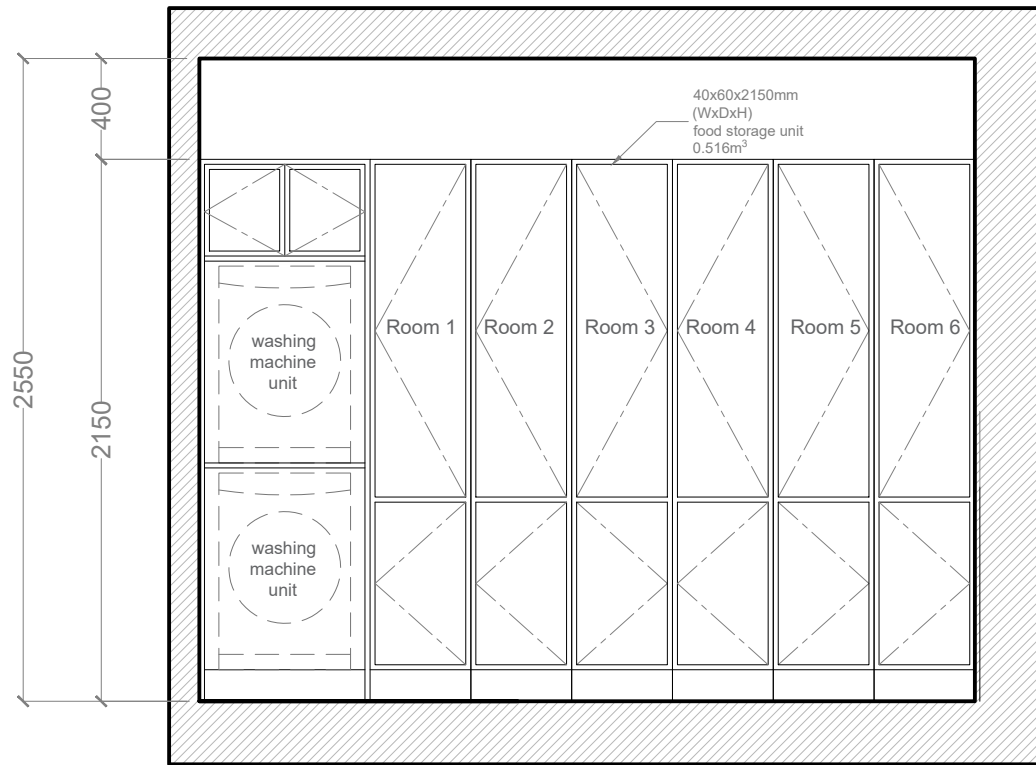 40x60x2150mm
(WxDxH)
food storage unit
0.516m³
400
2150
2550
Room 1
Room 2
Room 3
Room 4
Room 5
Room 6
washing
machine
unit
washing
machine
unit